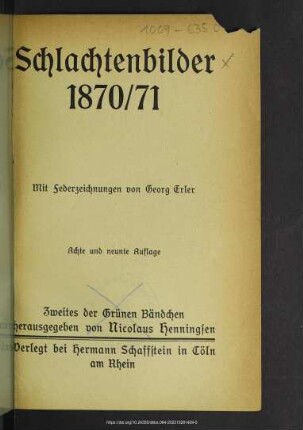 1009-C35 C
Schlachtenbilder
1870/71
Mit Federzeichnungen von Georg Erler
Achte und neunte Auflage
Zweites der Grünen Bändchen
herausgegeben von Nicolaus Henningsen
Verlegt bei Hermann Schaffstein in Cöln
am Rhein